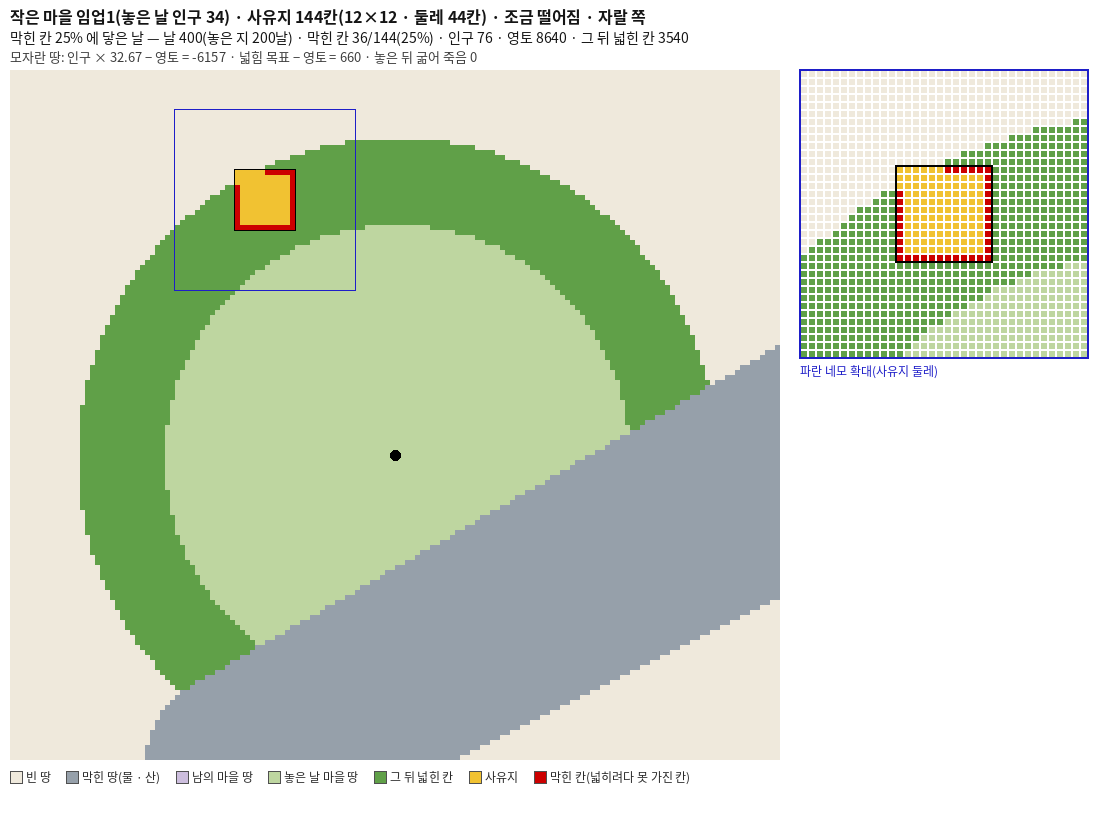 작은 마을 임업1(놓은 날 인구 34) · 사유지 144칸(12×12 · 둘레 44칸) · 조금 떨어짐 · 자랄 쪽
막힌 칸 25% 에 닿은 날 — 날 400(놓은 지 200날) · 막힌 칸 36/144(25%) · 인구 76 · 영토 8640 · 그 뒤 넓힌 칸 3540
모자란 땅: 인구 × 32.67 − 영토 = -6157 · 넓힘 목표 − 영토 = 660 · 놓은 뒤 굶어 죽음 0
파란 네모 확대(사유지 둘레)
빈 땅 막힌 땅(물 · 산) 남의 마을 땅 놓은 날 마을 땅 그 뒤 넓힌 칸 사유지 막힌 칸(넓히려다 못 가진 칸)